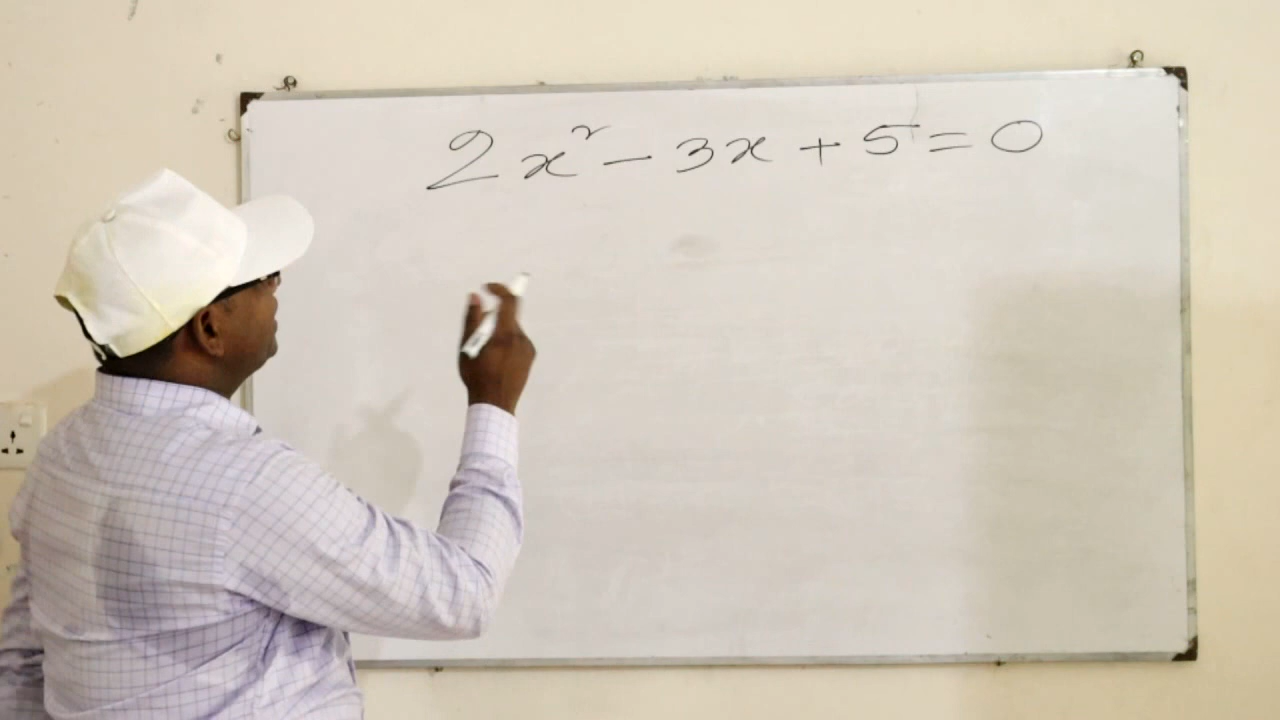 2x² - 3x + 5 = 0